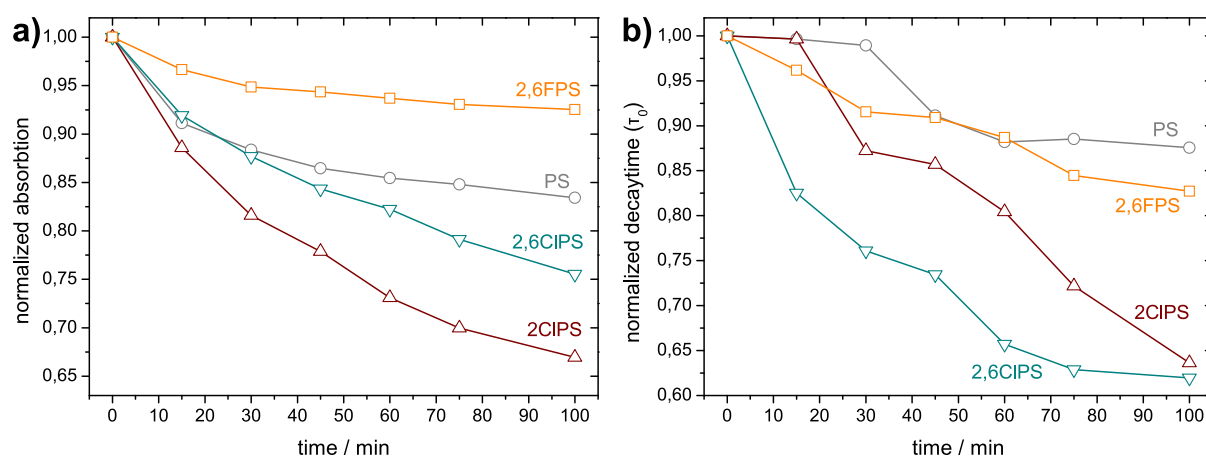 a)
normalized absorbtion
1,00
0,95
0,90
0,85
0,80
0,75
0,70
0,65
2,6FPS
PS
2,6ClPS
2ClPS
0 10 20 30 40 50 60 70 80 90 100
time / min
b)
normalized decaytime (τ0)
1,00
0,95
0,90
0,85
0,80
0,75
0,70
0,65
0,60
PS
2,6FPS
2ClPS
2,6ClPS
0 10 20 30 40 50 60 70 80 90 100
time / min